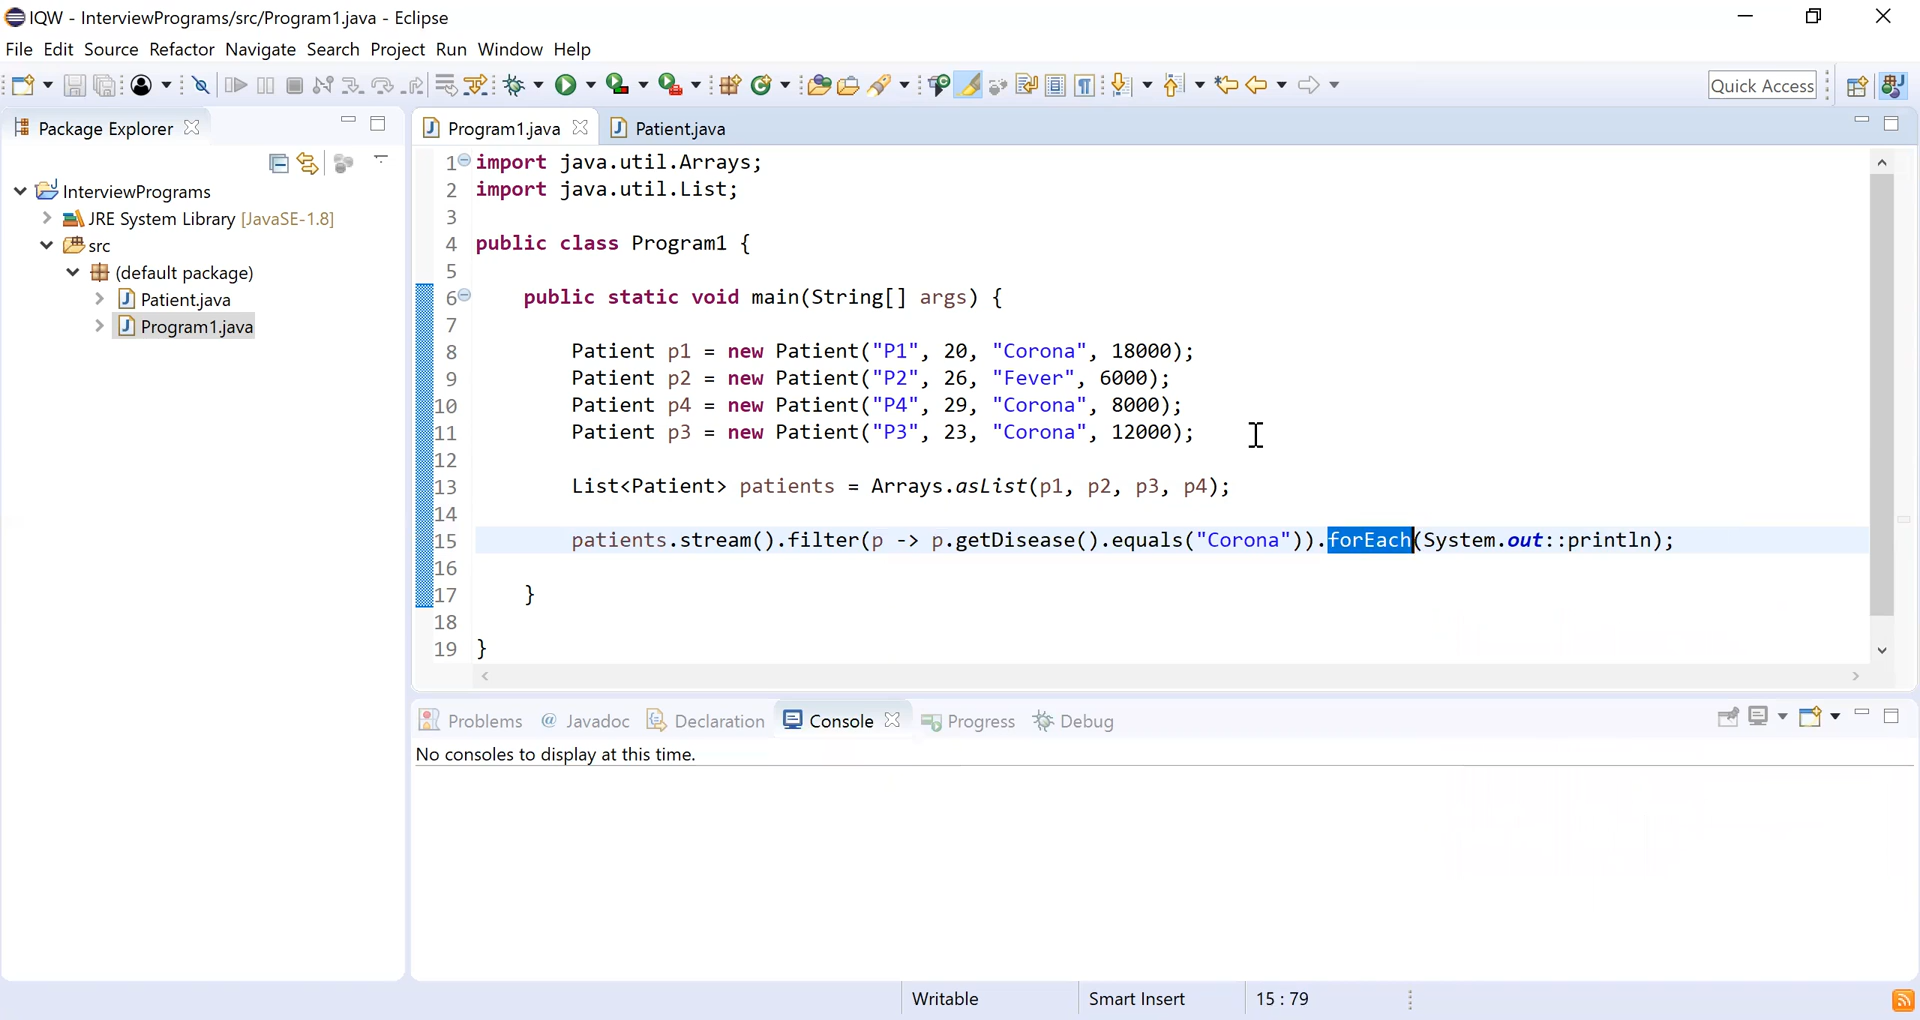 IQW - InterviewPrograms/src/Program1.java - Eclipse
File Edit Source Refactor Navigate Search Project Run Window Help
Quick Access
Package Explorer
InterviewPrograms
JRE System Library [JavaSE-1.8]
src
(default package)
Patient.java
Program1.java
Program1.java Patient.java
1 import java.util.Arrays;
2 import java.util.List;
3
4 public class Program1 {
5
6 public static void main(String[] args) {
7
8 Patient p1 = new Patient("P1", 20, "Corona", 18000);
9 Patient p2 = new Patient("P2", 26, "Fever", 6000);
10 Patient p4 = new Patient("P4", 29, "Corona", 8000);
11 Patient p3 = new Patient("P3", 23, "Corona", 12000);
12
13 List<Patient> patients = Arrays.asList(p1, p2, p3, p4);
14
15 patients.stream().filter(p -> p.getDisease().equals("Corona")).forEach(System.out::println);
16
17 }
18
19 }
Problems @ Javadoc Declaration Console Progress Debug
No consoles to display at this time.
Writable Smart Insert 15 : 79